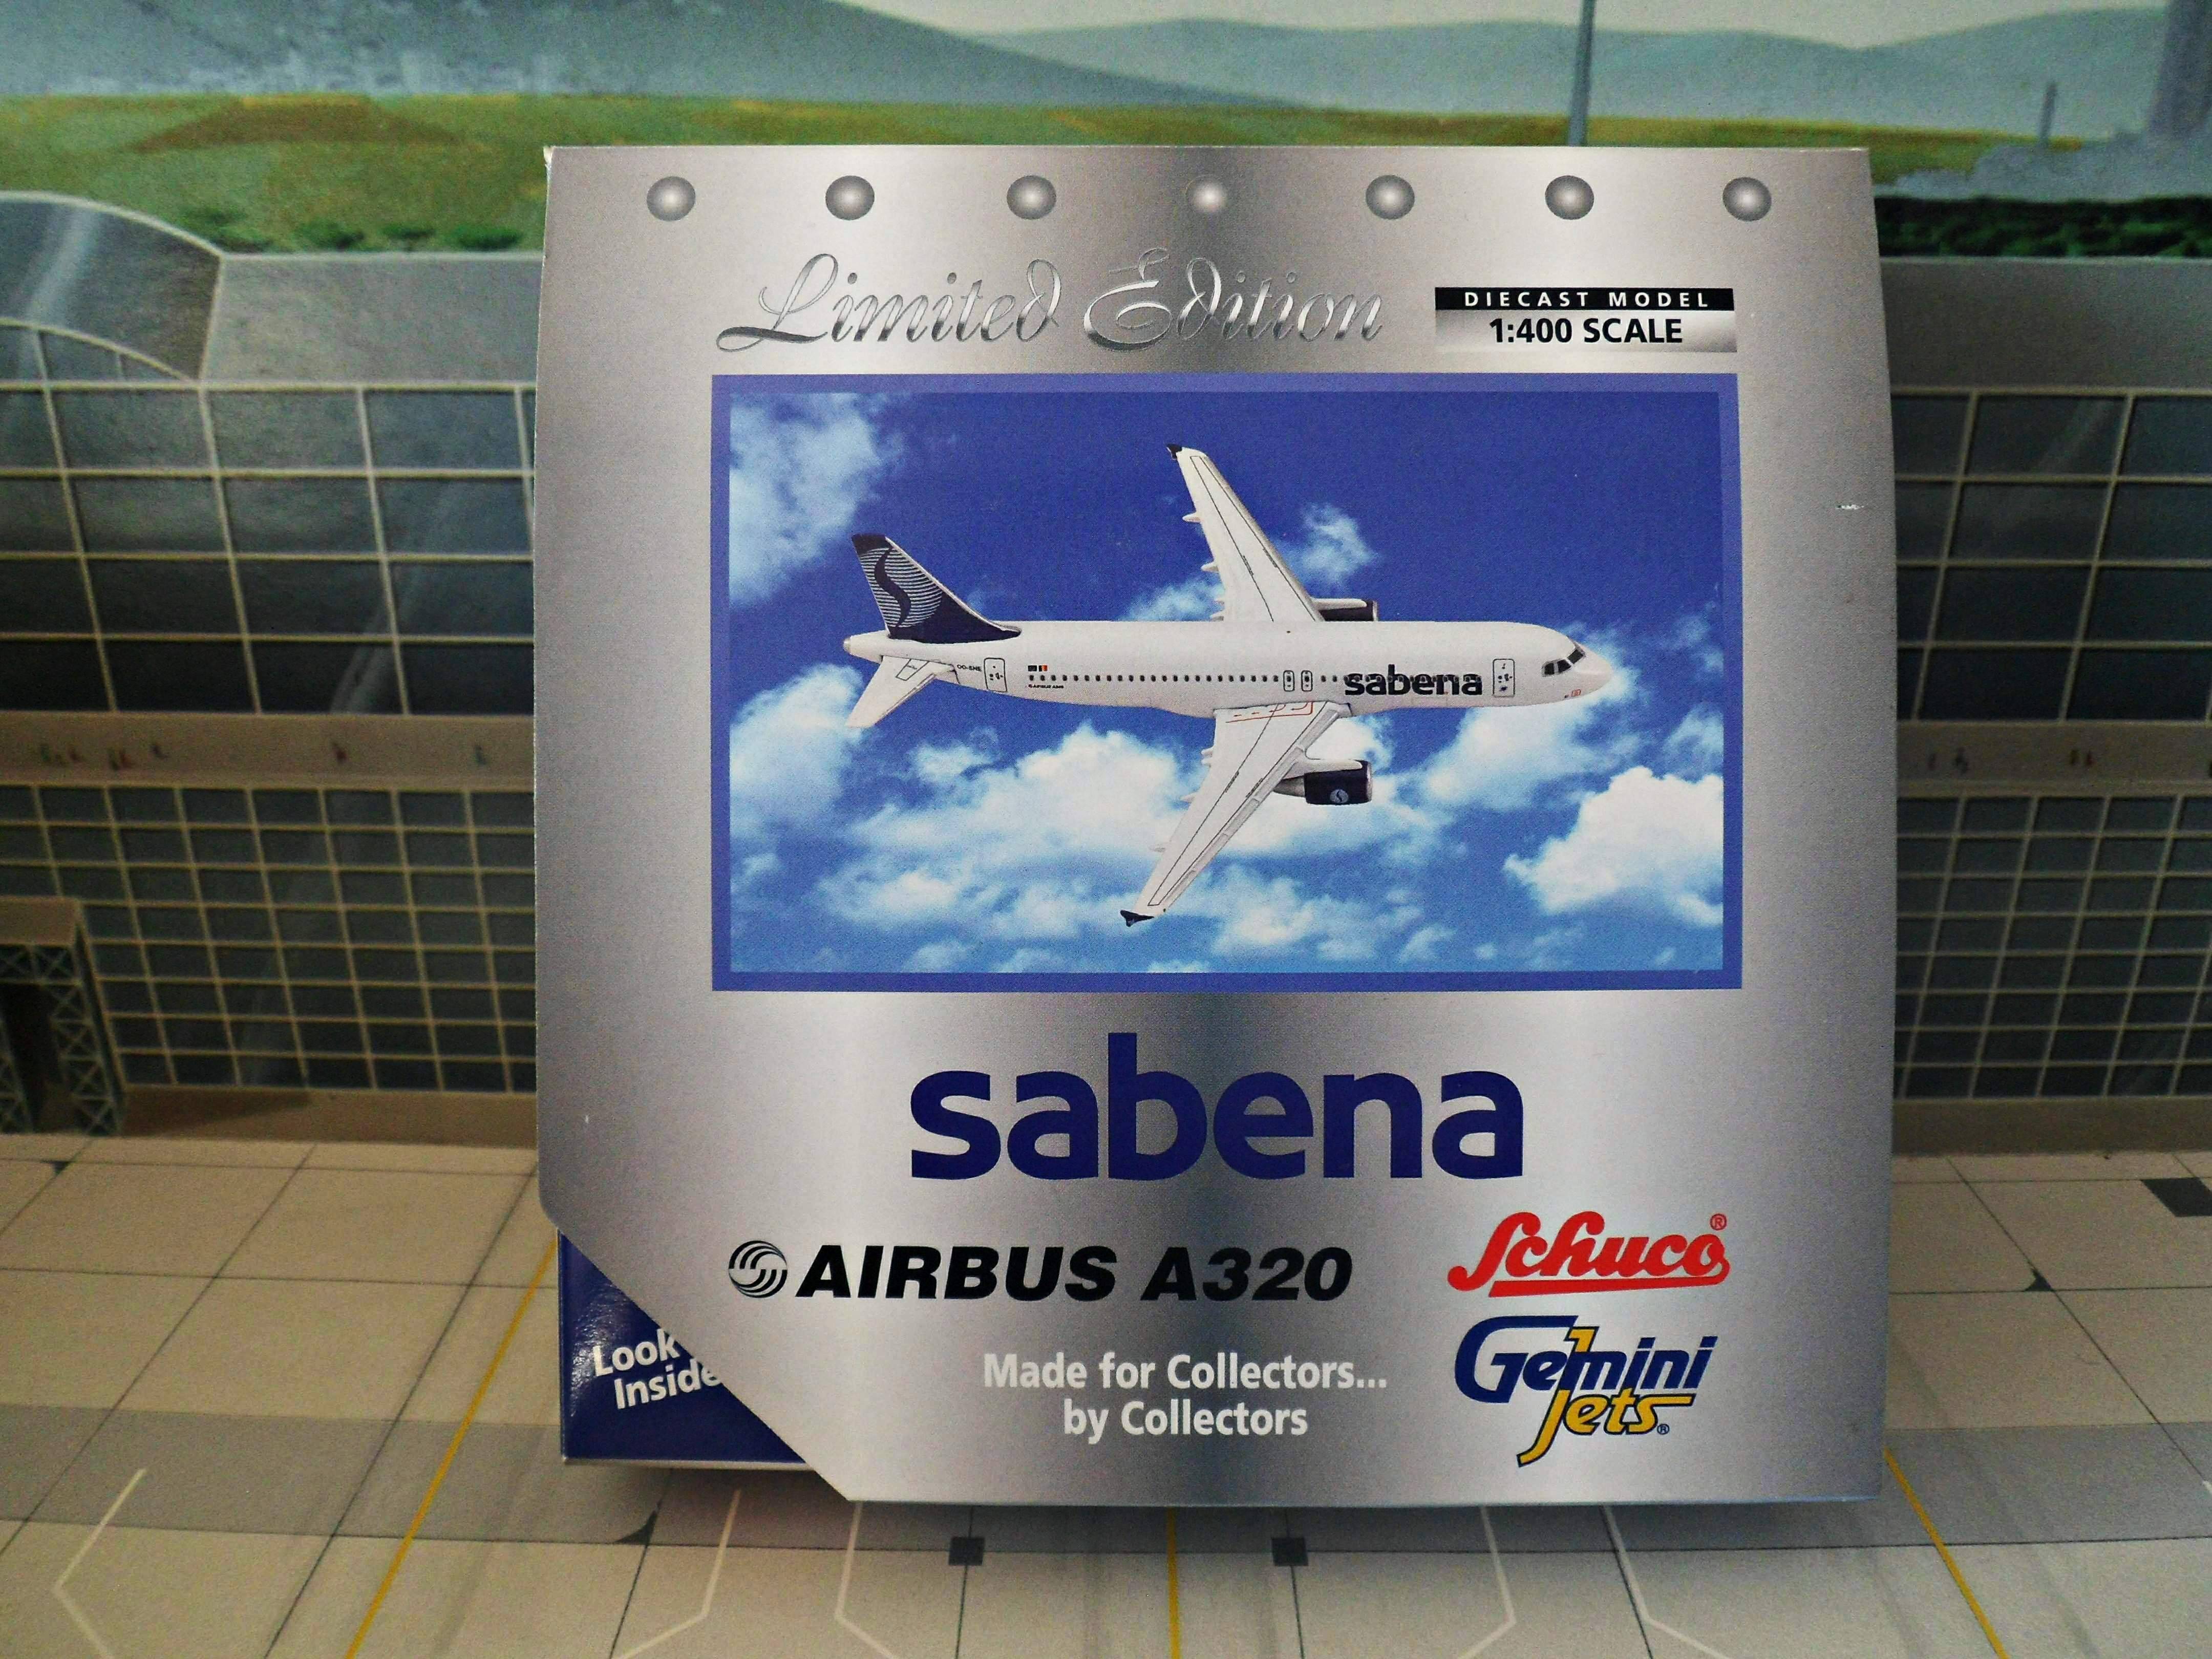 Limited Edition
DIECAST MODEL
1:400 SCALE
sabena
sabena
AIRBUS A320
Schuco®
Gemini
Jets®
Look
Inside
Made for Collectors...
by Collectors